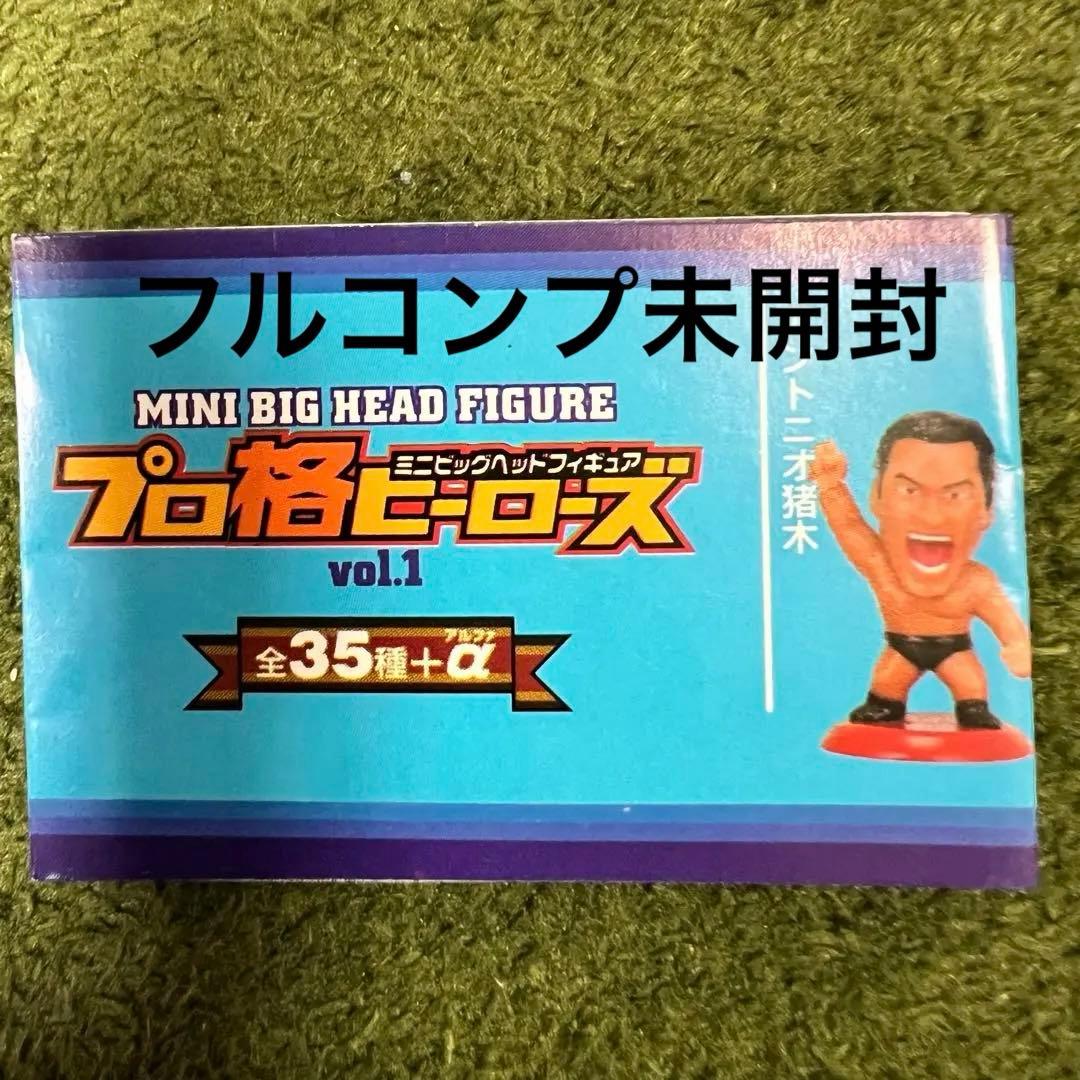 フルコンプ未開封
MINI BIG HEAD FIGURE
ミニビッグヘッドフィギュア
プロ格ヒーローズ
vol.1
アルファ
全35種+α
ントニオ猪木